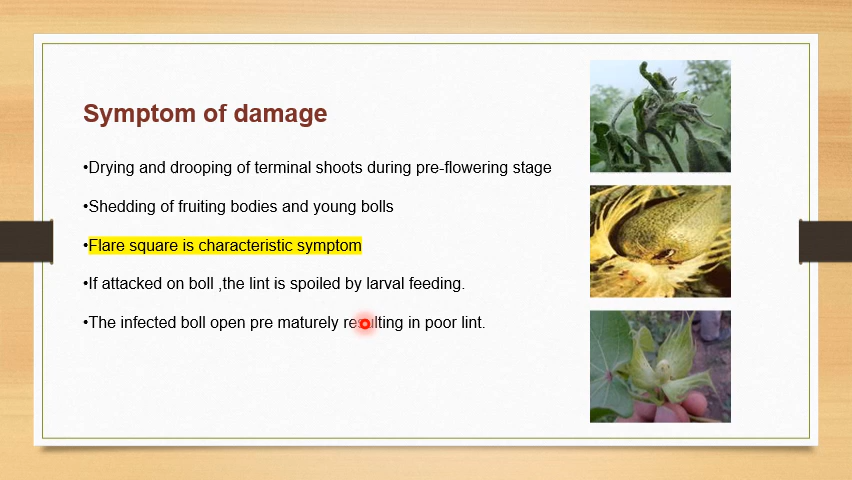 Symptom of damage
•Drying and drooping of terminal shoots during pre-flowering stage
•Shedding of fruiting bodies and young bolls
•Flare square is characteristic symptom
•If attacked on boll ,the lint is spoiled by larval feeding.
•The infected boll open pre maturely resulting in poor lint.